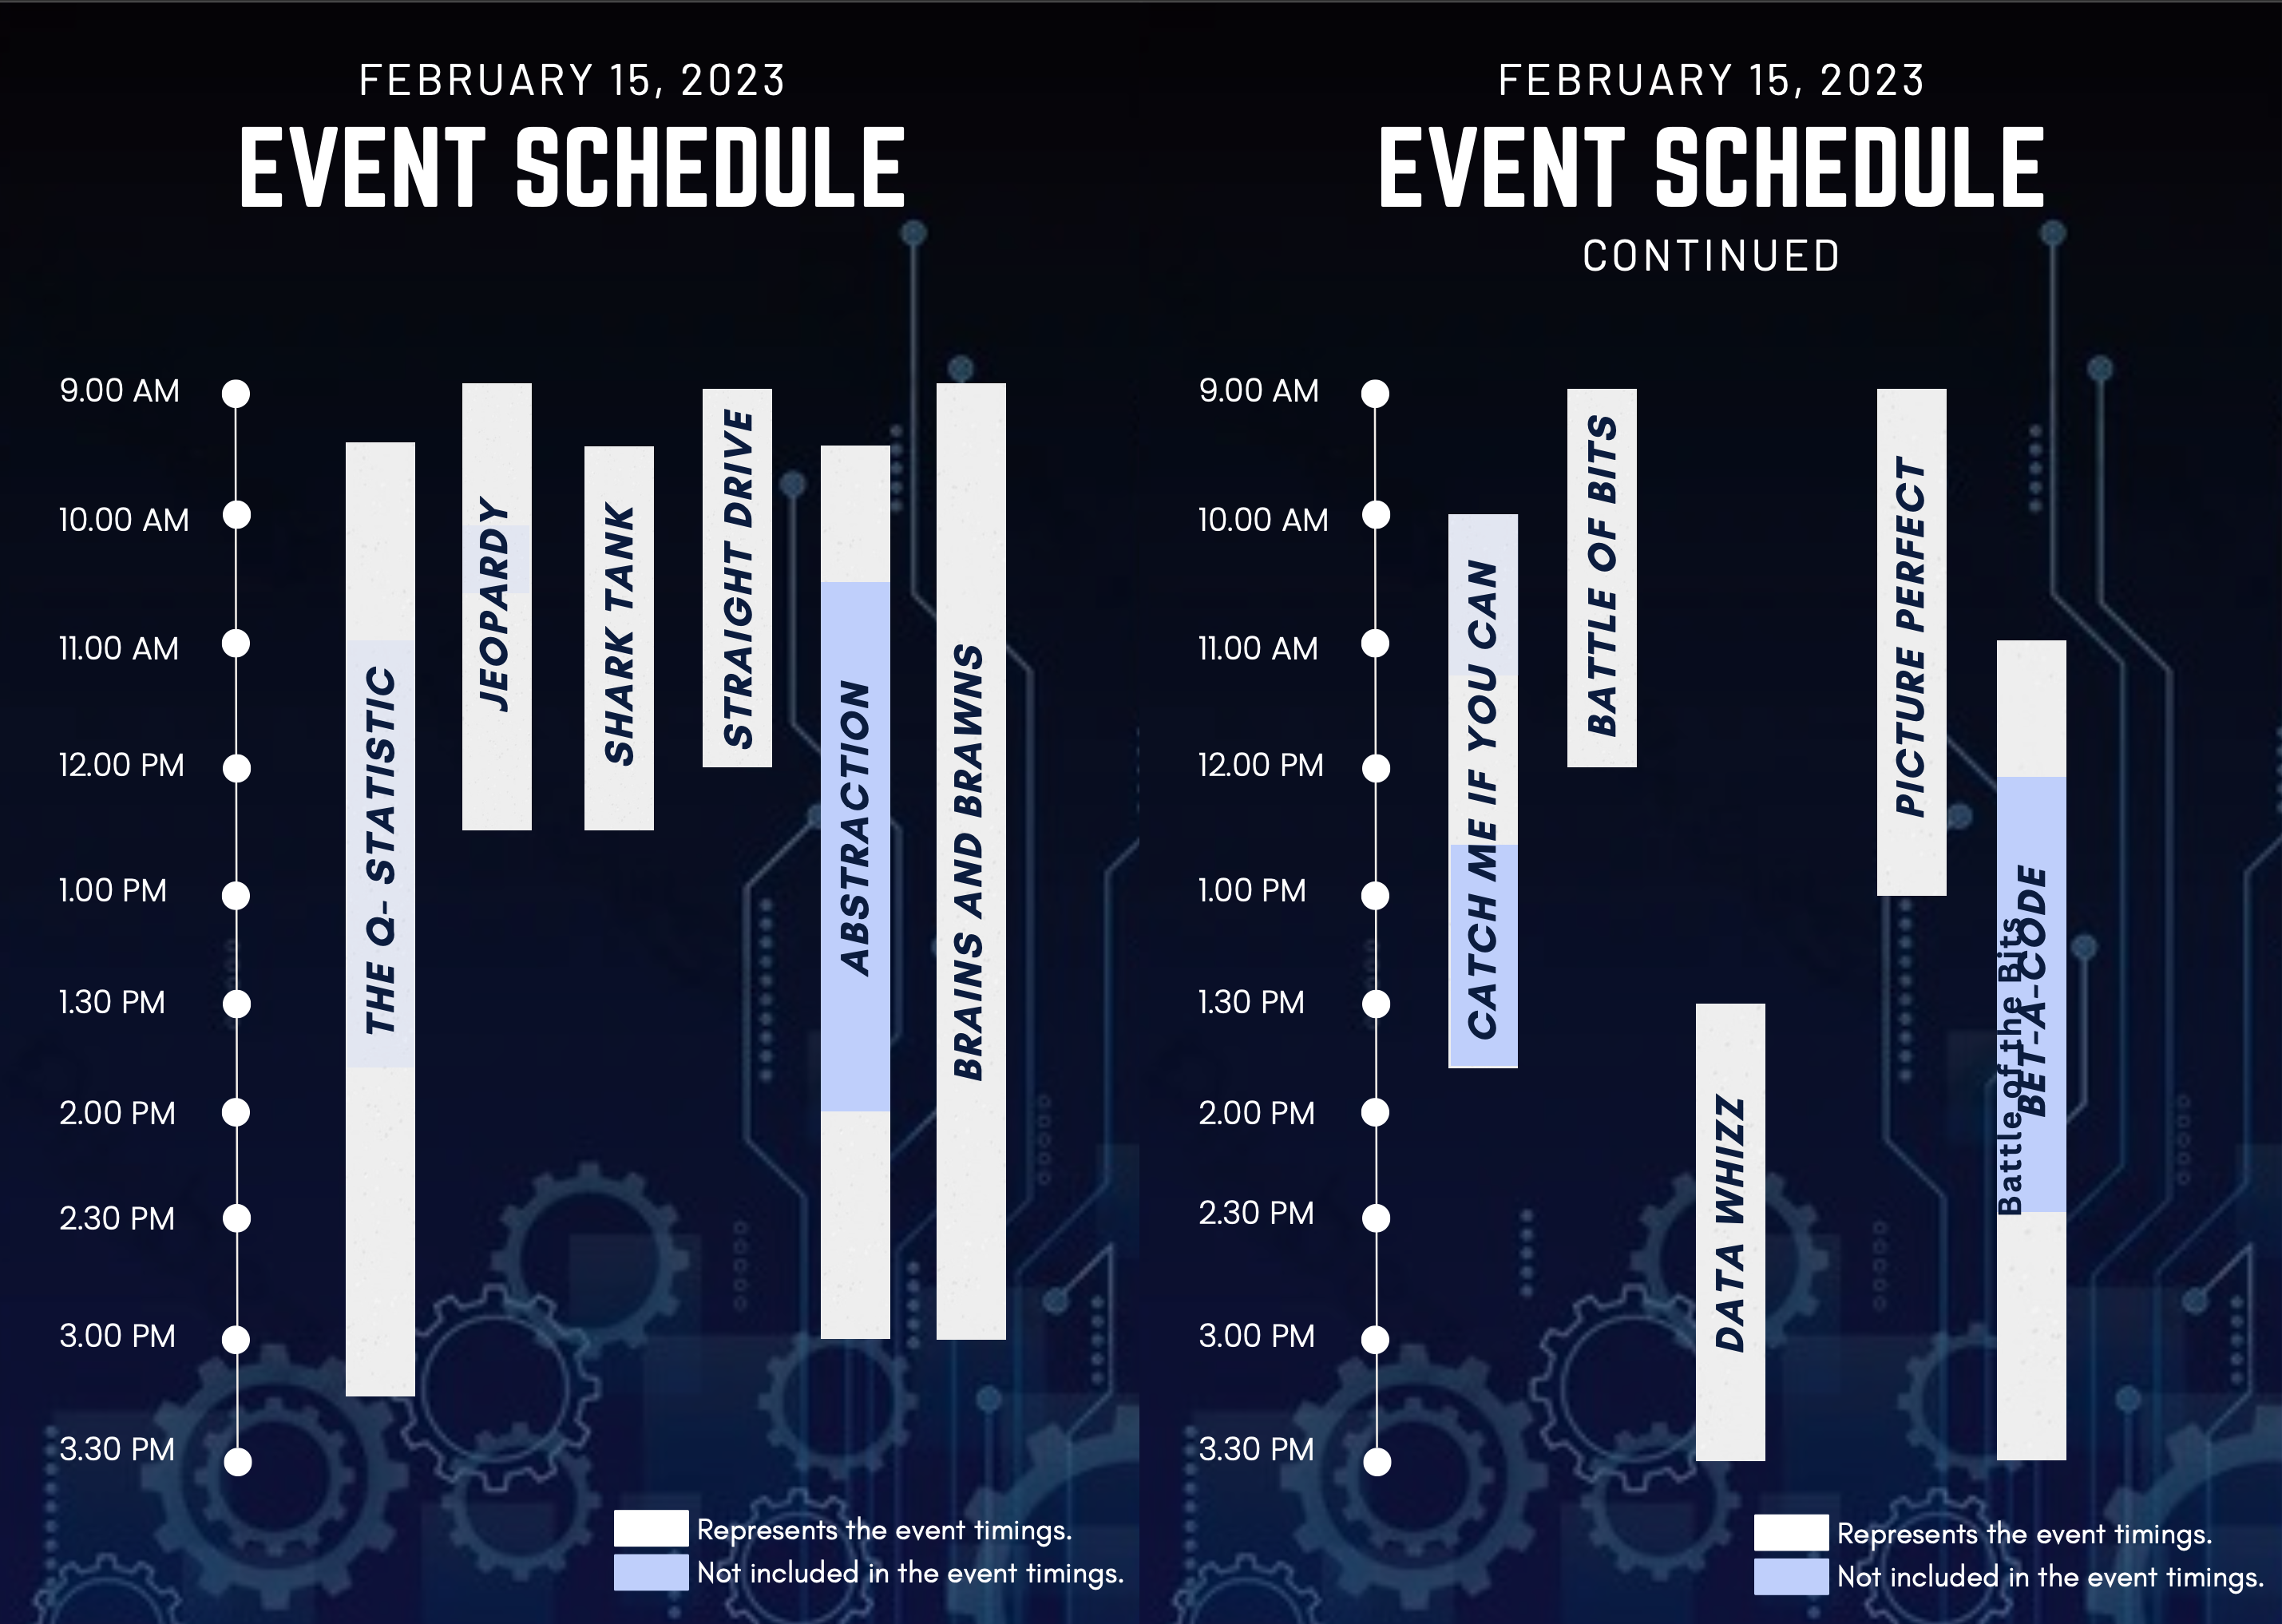 FEBRUARY 15, 2023
EVENT SCHEDULE
9.00 AM
10.00 AM
11.00 AM
12.00 PM
1.00 PM
1.30 PM
2.00 PM
2.30 PM
3.00 PM
3.30 PM
THE Q- STATISTIC
JEOPARDY
SHARK TANK
STRAIGHT DRIVE
ABSTRACTION
BRAINS AND BRAWNS
Represents the event timings.
Not included in the event timings.
FEBRUARY 15, 2023
EVENT SCHEDULE
CONTINUED
9.00 AM
10.00 AM
11.00 AM
12.00 PM
1.00 PM
1.30 PM
2.00 PM
2.30 PM
3.00 PM
3.30 PM
CATCH ME IF YOU CAN
BATTLE OF BITS
DATA WHIZZ
PICTURE PERFECT
Battle of the Bits
BET-A-CODE
Represents the event timings.
Not included in the event timings.